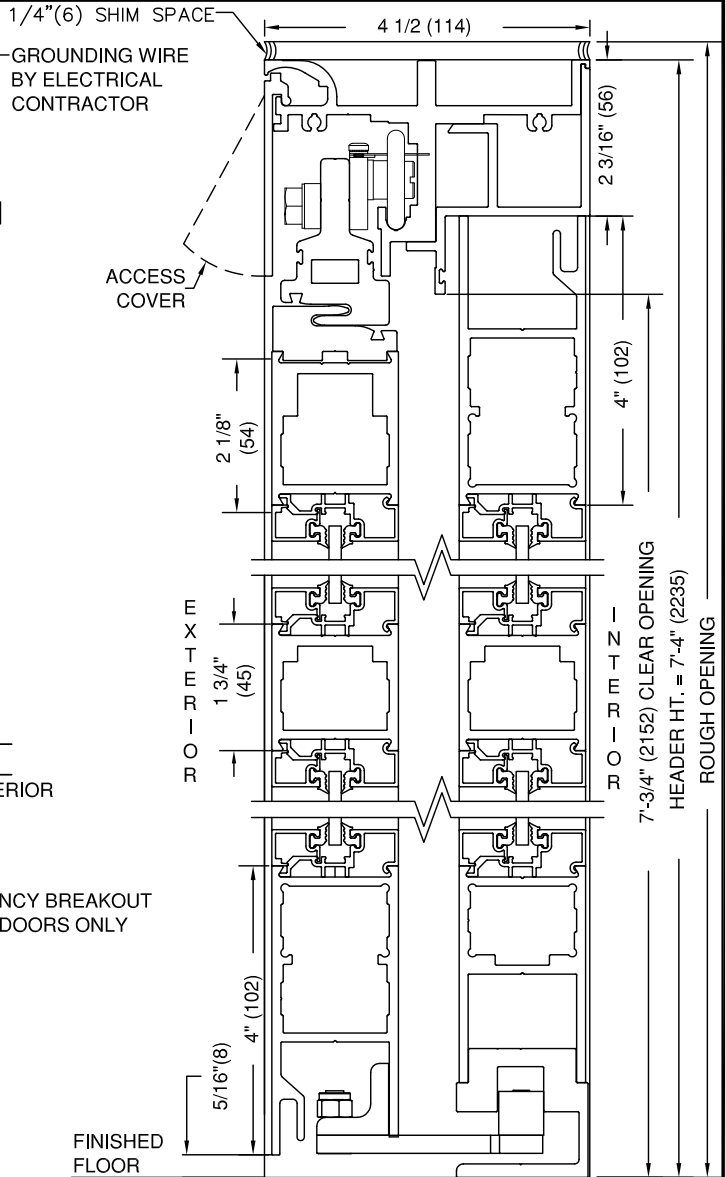 1/4"(6) SHIM SPACE
4 1/2 (114)
GROUNDING WIRE
BY ELECTRICAL
CONTRACTOR
2 3/16" (56)
ACCESS
COVER
4" (102)
2 1/8"
(54)
EXTERIOR
1 3/4"
(45)
INTERIOR
7'-3/4" (2152) CLEAR OPENING
HEADER HT. = 7'-4" (2235)
ROUGH OPENING
ERIOR
NCY BREAKOUT
DOORS ONLY
4" (102)
5/16"(8)
FINISHED
FLOOR